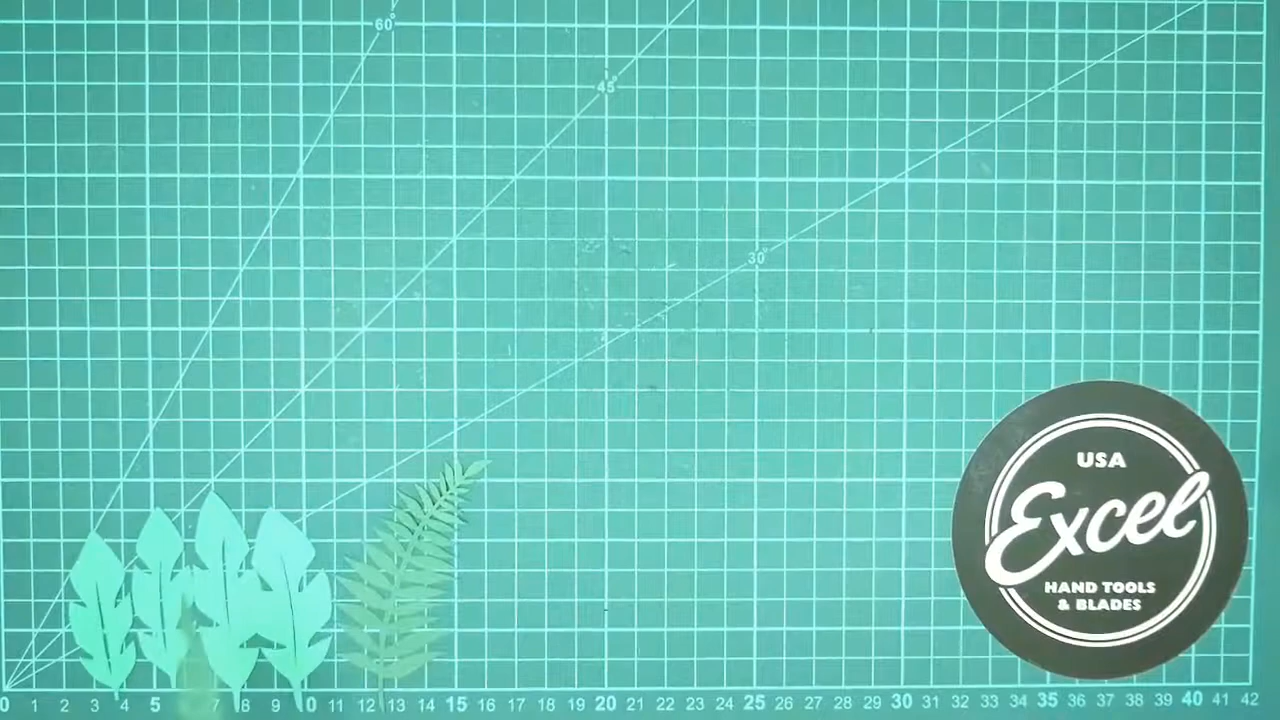 60°
45°
30°
USA
Excel
HAND TOOLS
& BLADES
0 1 2 3 4 5 7 8 9 0 11 12 13 14 15 16 17 18 19 20 21 22 23 24 25 26 27 28 29 30 31 32 33 34 35 36 37 38 39 40 41 42